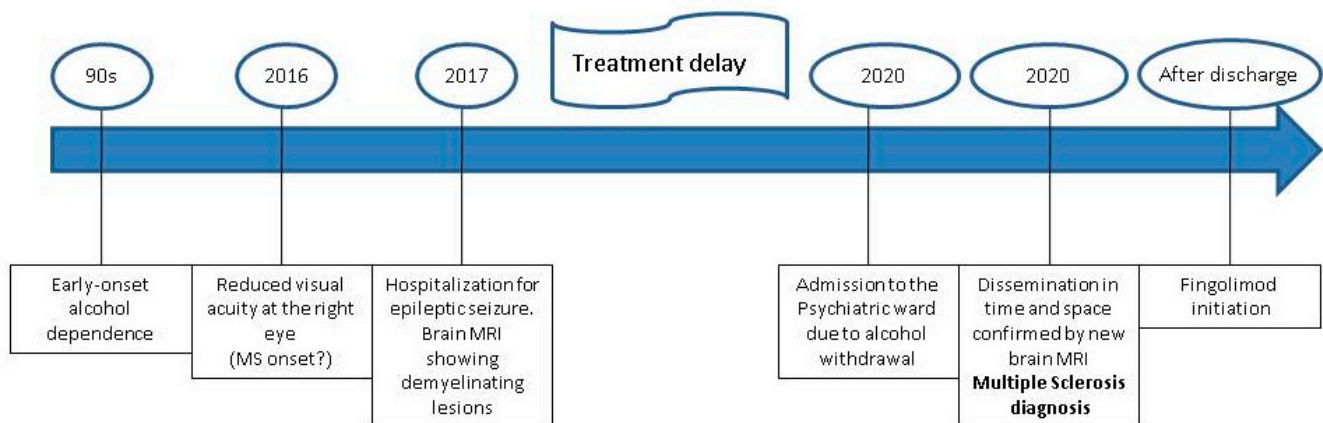 90s
2016
2017
Treatment delay
2020
2020
After discharge
Early-onset
alcohol
dependence
Reduced visual
acuity at the right
eye
(MS onset?)
Hospitalization for
epileptic seizure.
Brain MRI
showing
demyelinating
lesions
Admission to the
Psychiatric ward
due to alcohol
withdrawal
Dissemination in
time and space
confirmed by new
brain MRI
Multiple Sclerosis
diagnosis
Fingolimod
initiation